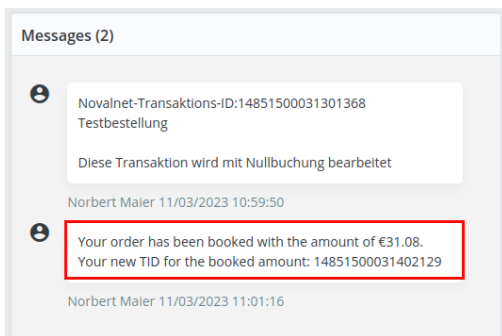 Messages (2)
Novalnet-Transaktions-ID:14851500031301368
Testbestellung
Diese Transaktion wird mit Nullbuchung bearbeitet
Norbert Maier 11/03/2023 10:59:50
Your order has been booked with the amount of €31.08.
Your new TID for the booked amount: 14851500031402129
Norbert Maier 11/03/2023 11:01:16